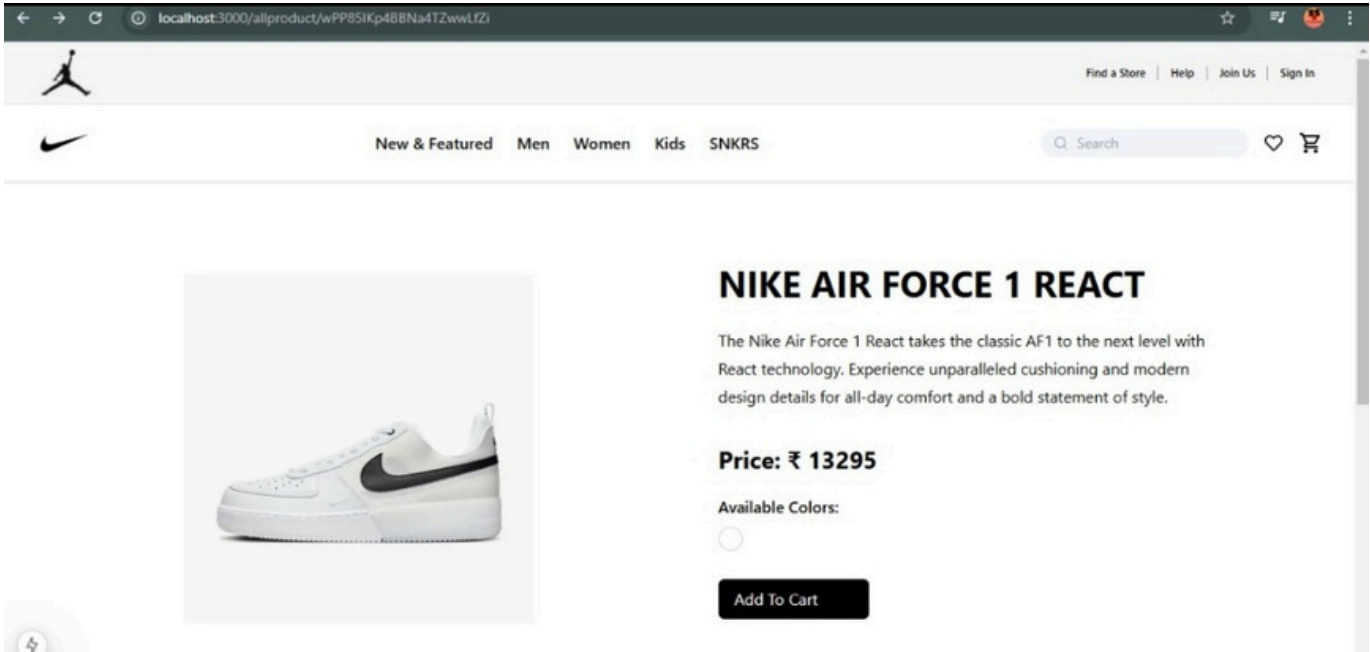 localhost:3000/allproduct/wPP85IKp4BBNa4TZwwLfZi
Find a Store | Help | Join Us | Sign In
New & Featured Men Women Kids SNKRS
Search
NIKE AIR FORCE 1 REACT
The Nike Air Force 1 React takes the classic AF1 to the next level with
React technology. Experience unparalleled cushioning and modern
design details for all-day comfort and a bold statement of style.
Price: ₹ 13295
Available Colors:
Add To Cart